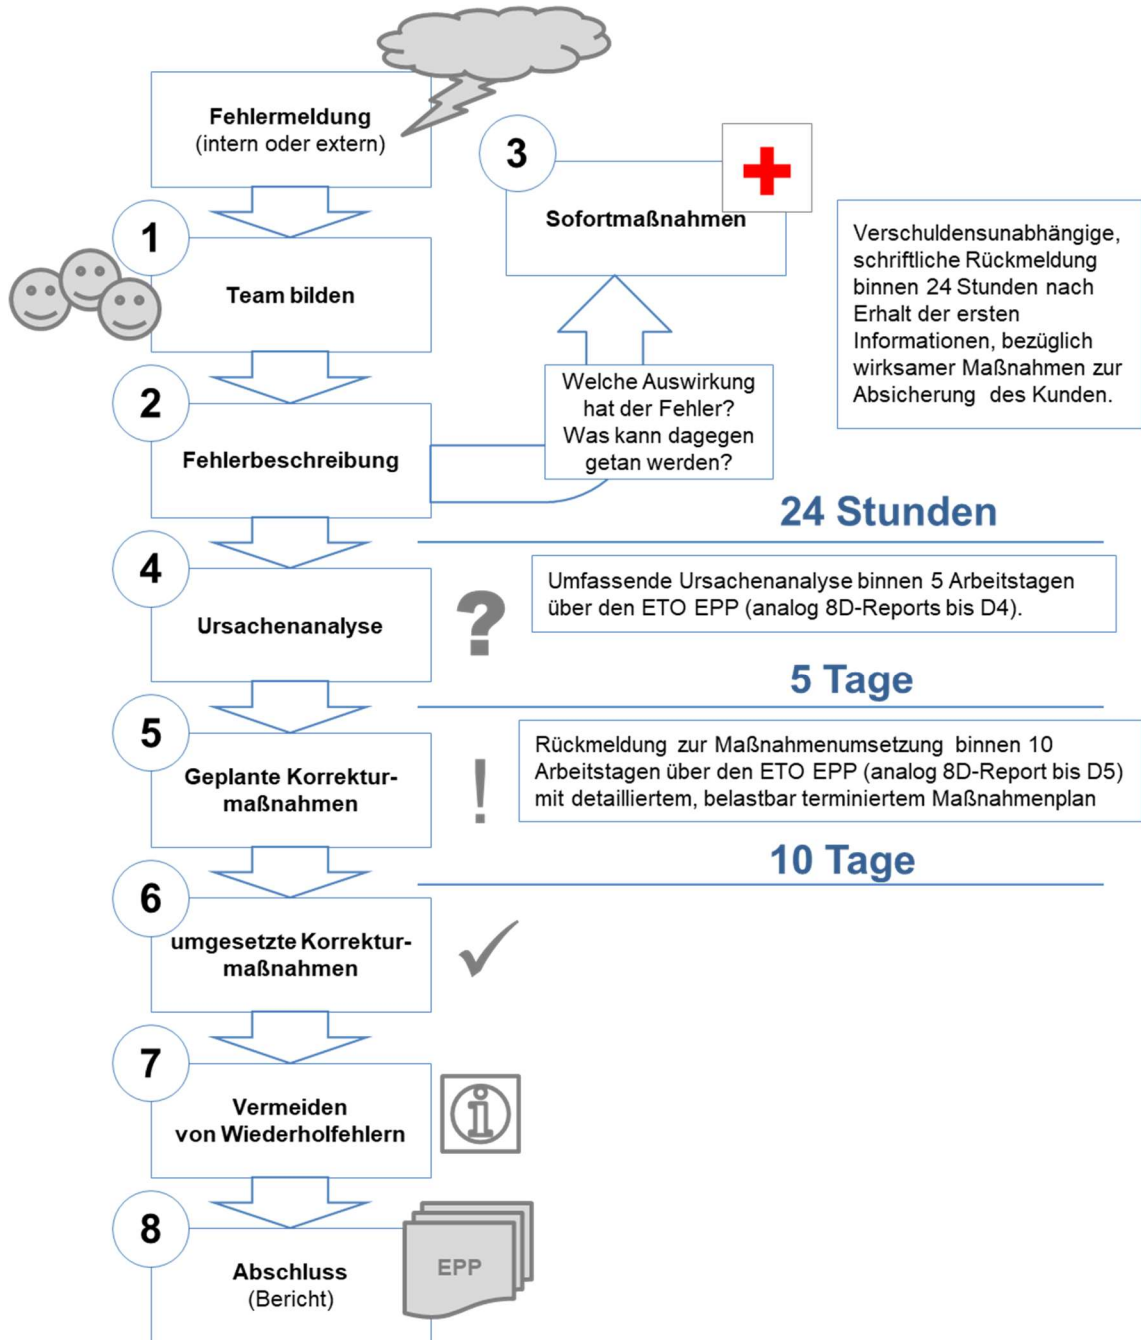 Fehlermeldung
(intern oder extern)
1
Team bilden
2
Fehlerbeschreibung
3
Sofortmaßnahmen
Welche Auswirkung
hat der Fehler?
Was kann dagegen
getan werden?
Verschuldensunabhängige,
schriftliche Rückmeldung
binnen 24 Stunden nach
Erhalt der ersten
Informationen, bezüglich
wirksamer Maßnahmen zur
Absicherung des Kunden.
24 Stunden
4
Ursachenanalyse
?
Umfassende Ursachenanalyse binnen 5 Arbeitstagen
über den ETO EPP (analog 8D-Reports bis D4).
5 Tage
5
Geplante Korrektur-
maßnahmen
!
Rückmeldung zur Maßnahmenumsetzung binnen 10
Arbeitstagen über den ETO EPP (analog 8D-Report bis D5)
mit detailliertem, belastbar terminiertem Maßnahmenplan
10 Tage
6
umgesetzte Korrektur-
maßnahmen
7
Vermeiden
von Wiederholfehlern
i
8
Abschluss
(Bericht)
EPP